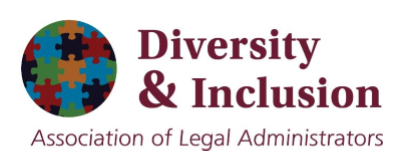 Diversity
& Inclusion
Association of Legal Administrators